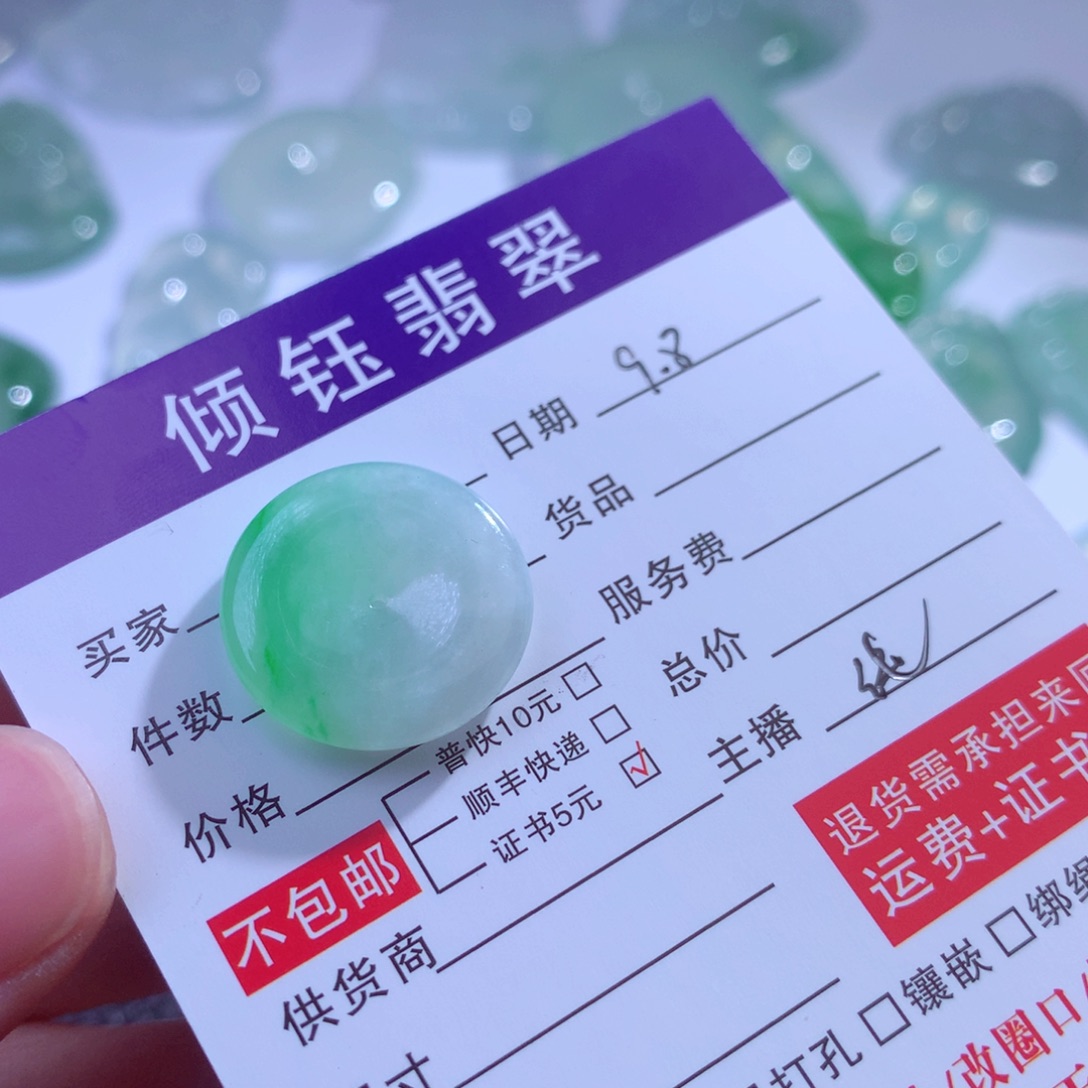 倾钰翡翠
买家 日期 9.8
件数 货品
价格 服务费
不包邮 普快10元 总价
顺丰快递 主播
证书5元
供货商
退货需承担来
运费+证书
寸
打孔 镶嵌
改圈口